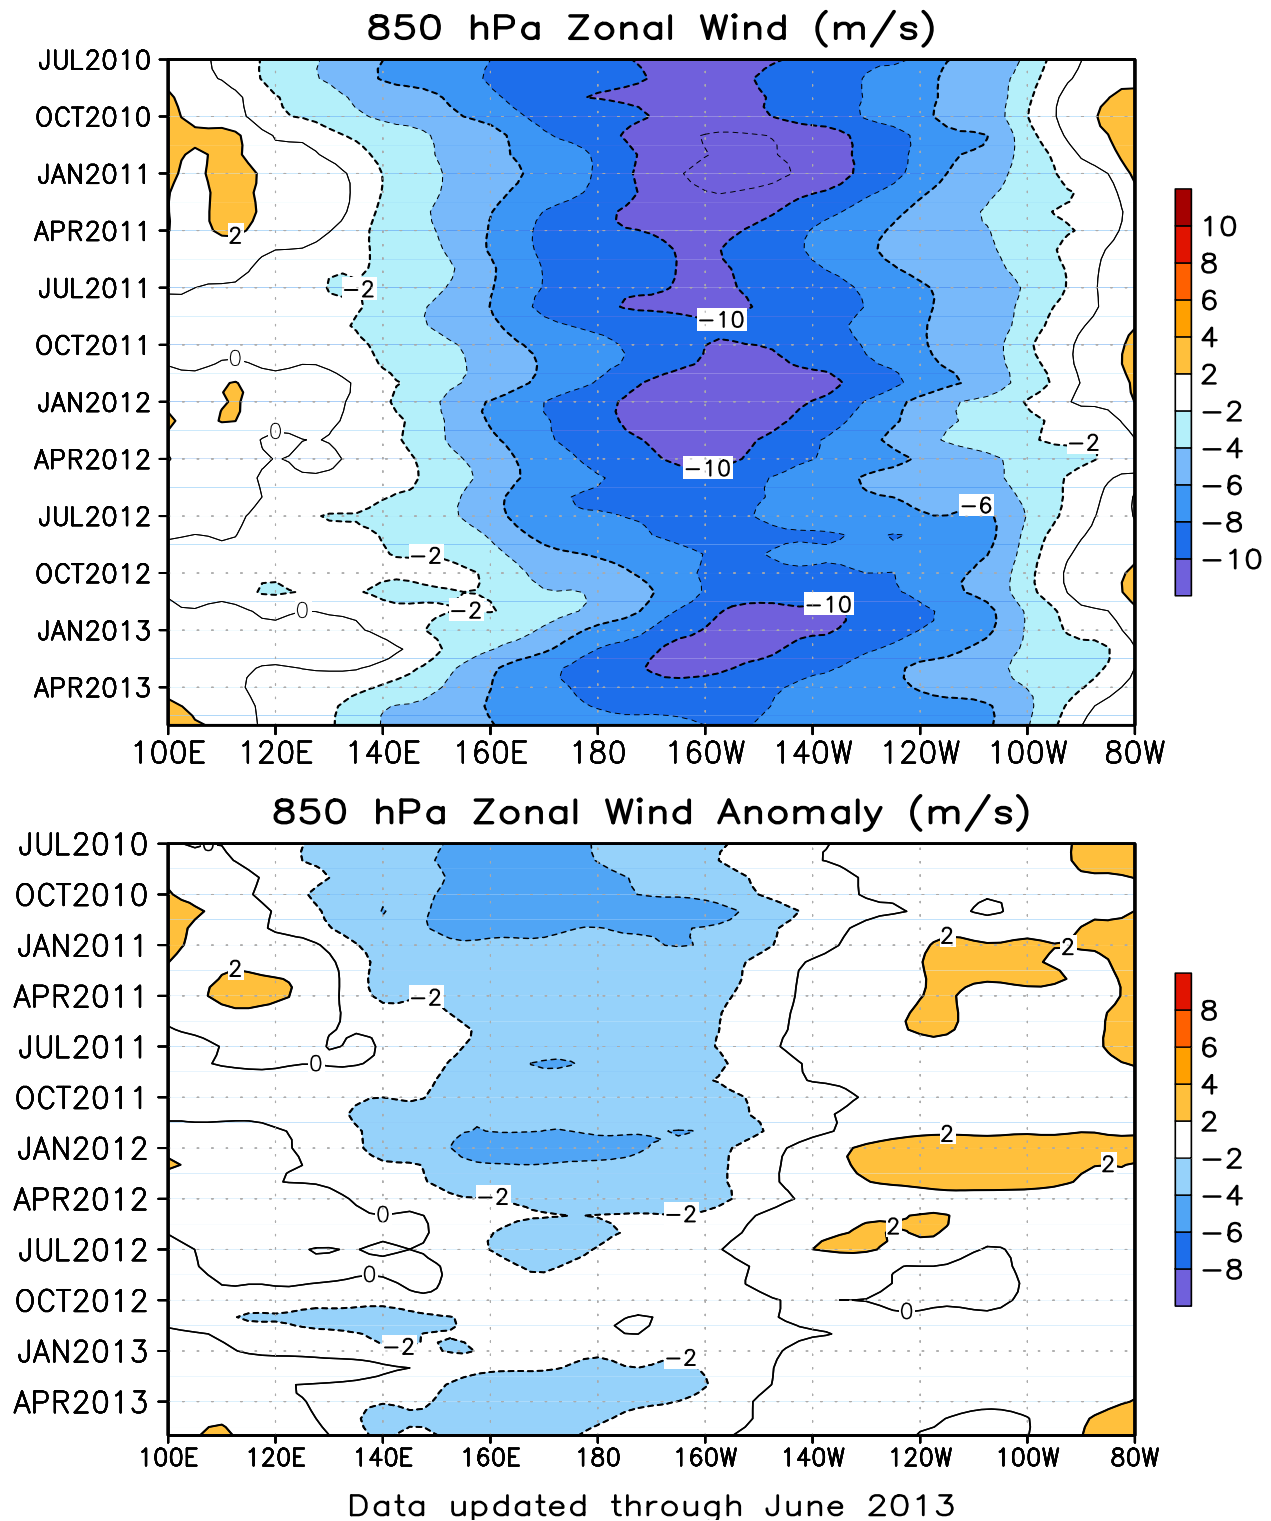 850 hPa Zonal Wind (m/s)
JUL2010
OCT2010
JAN2011
APR2011
JUL2011
OCT2011
JAN2012
APR2012
JUL2012
OCT2012
JAN2013
APR2013
2
−2
−10
0
0
−2
−10
−6
−2
−10
−2
0
100E 120E 140E 160E 180 160W 140W 120W 100W 80W
10
8
6
4
2
−2
−4
−6
−8
−10
850 hPa Zonal Wind Anomaly (m/s)
JUL2010
OCT2010
JAN2011
APR2011
JUL2011
OCT2011
JAN2012
APR2012
JUL2012
OCT2012
JAN2013
APR2013
0
2
2
2
−2
0
2
2
−2
0
−2
2
0
0
−2
−2
100E 120E 140E 160E 180 160W 140W 120W 100W 80W
8
6
4
2
−2
−4
−6
−8
Data updated through June 2013